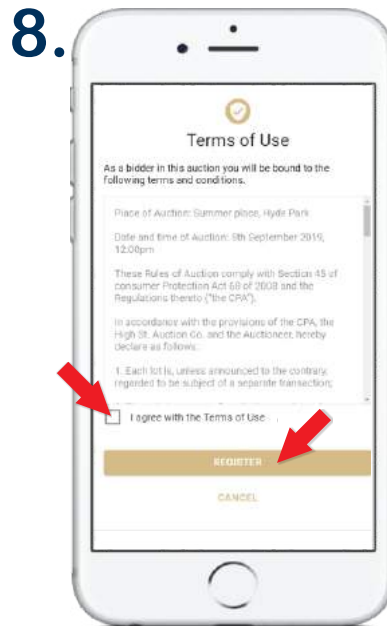 8.
Terms of Use
As a bidder in this auction you will be bound to the
following terms and conditions.
Place of Auction: Summer place, Hyde Park
Date and time of Auction: 5th September 2019,
12:00pm
These Rules of Auction comply with Section 45 of
consumer Protection Act 68 of 2008 and the
Regulations thereto ("the CPA").
In accordance with the provisions of the CPA, the
High St. Auction Co. and the Auctioneer, hereby
declare as follows:
1. Each lot is, unless announced to the contrary,
regarded to be subject of a separate transaction;
I agree with the Terms of Use
REGISTER
CANCEL